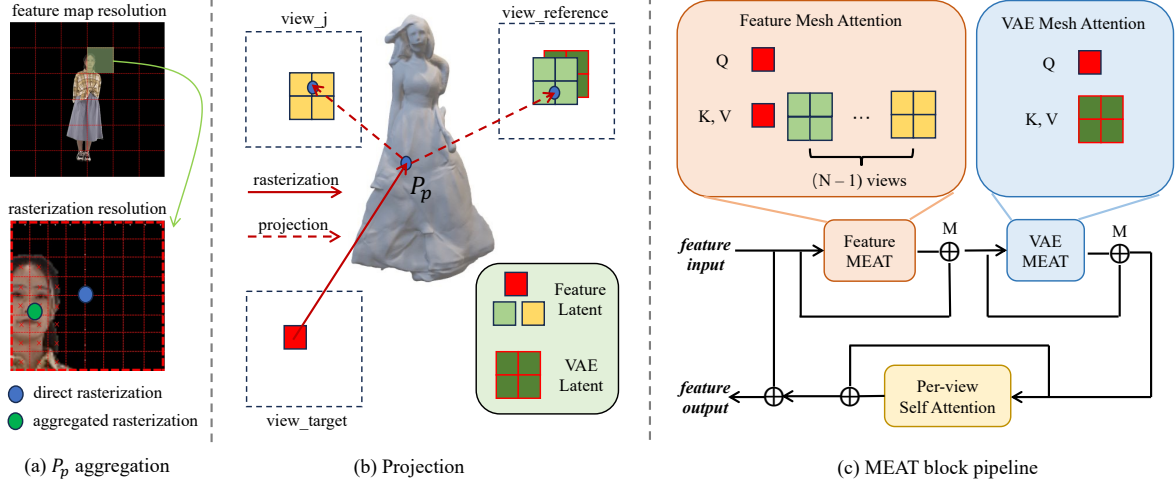 feature map resolution
rasterization resolution
direct rasterization
aggregated rasterization
(a) P_p aggregation
view_j
view_reference
P_p
rasterization
projection
view_target
Feature
Latent
VAE
Latent
(b) Projection
Feature Mesh Attention
Q
K, V
...
(N – 1) views
VAE Mesh Attention
Q
K, V
feature
input
Feature
MEAT
M
VAE
MEAT
M
feature
output
Per-view
Self Attention
(c) MEAT block pipeline